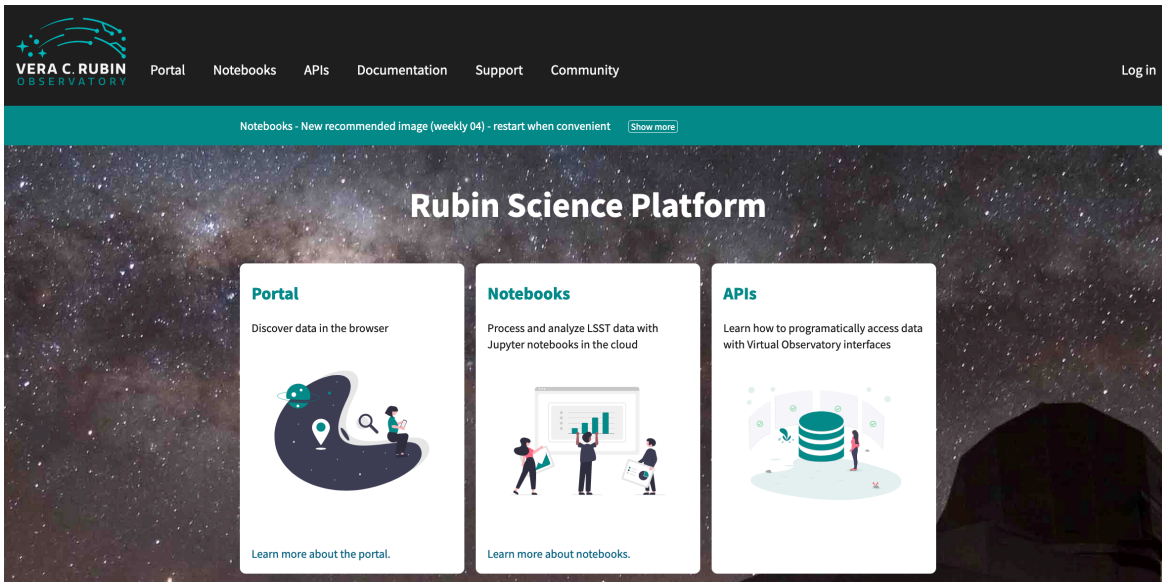 VERA C. RUBIN
OBSERVATORY
Portal
Notebooks
APIs
Documentation
Support
Community
Log in
Notebooks - New recommended image (weekly 04) - restart when convenient
Show more
Rubin Science Platform
Portal
Discover data in the browser
Learn more about the portal.
Notebooks
Process and analyze LSST data with
Jupyter notebooks in the cloud
Learn more about notebooks.
APIs
Learn how to programatically access data
with Virtual Observatory interfaces